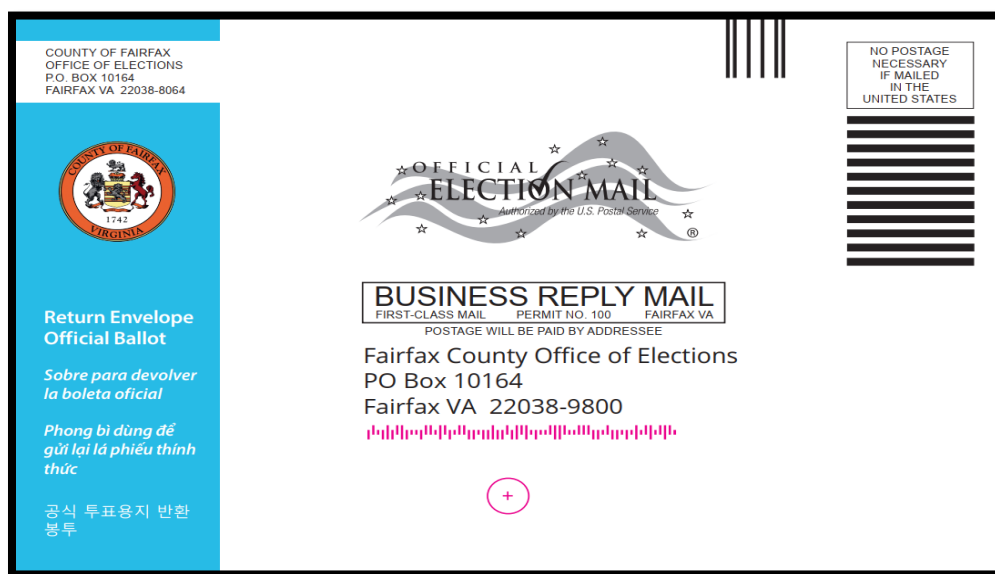 COUNTY OF FAIRFAX
OFFICE OF ELECTIONS
P.O. BOX 10164
FAIRFAX VA 22038-8064
COUNTY OF FAIRFAX
1742
VIRGINIA
Return Envelope
Official Ballot
Sobre para devolver
la boleta oficial
Phong bì dùng để
gửi lại lá phiếu thính
thức
공식 투표용지 반환
봉투
OFFICIAL
ELECTION MAIL
Authorized by the U.S. Postal Service
®
NO POSTAGE
NECESSARY
IF MAILED
IN THE
UNITED STATES
BUSINESS REPLY MAIL
FIRST-CLASS MAIL PERMIT NO. 100 FAIRFAX VA
POSTAGE WILL BE PAID BY ADDRESSEE
Fairfax County Office of Elections
PO Box 10164
Fairfax VA 22038-9800